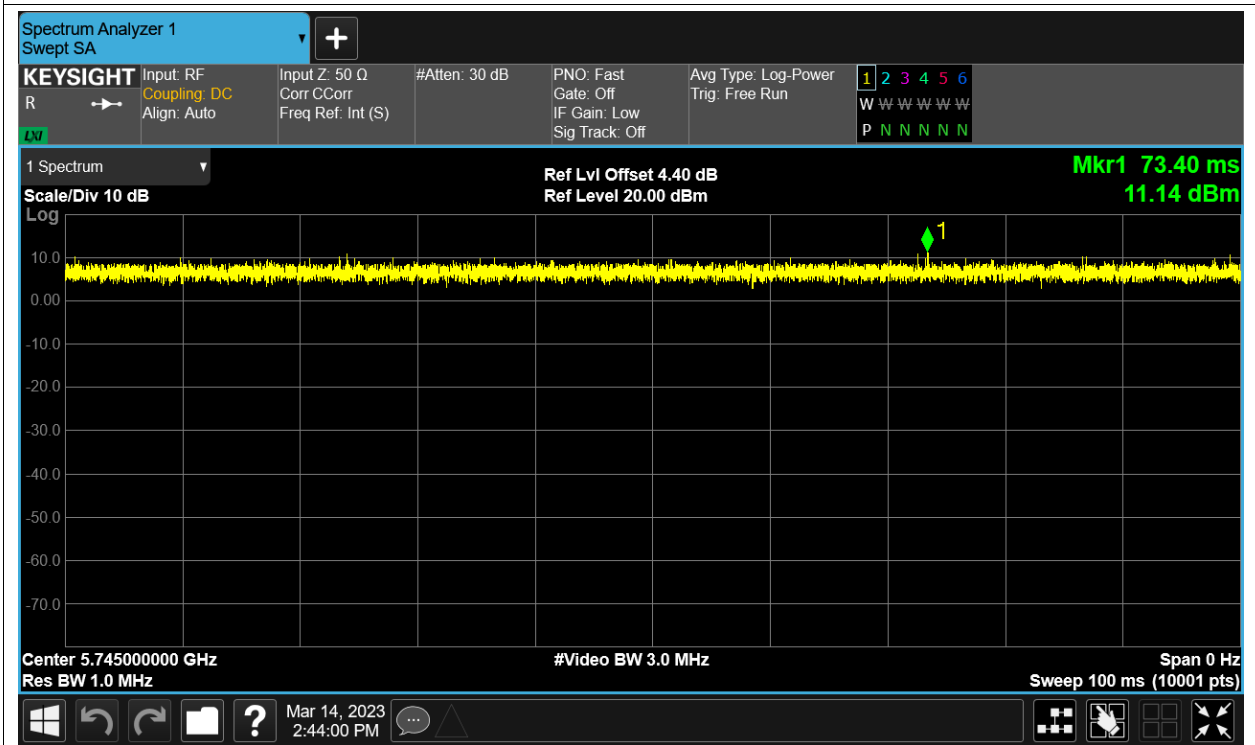 Spectrum Analyzer 1
Swept SA
KEYSIGHT
R
LXI
Input: RF
Coupling: DC
Align: Auto
Input Z: 50 Ω
Corr CCorr
Freq Ref: Int (S)
#Atten: 30 dB
PNO: Fast
Gate: Off
IF Gain: Low
Sig Track: Off
Avg Type: Log-Power
Trig: Free Run
1 2 3 4 5 6
W W W W W W
P N N N N N
1 Spectrum
Scale/Div 10 dB
Ref Lvl Offset 4.40 dB
Ref Level 20.00 dBm
Mkr1 73.40 ms
11.14 dBm
Log
1
10.0
0.00
-10.0
-20.0
-30.0
-40.0
-50.0
-60.0
-70.0
Center 5.745000000 GHz
Res BW 1.0 MHz
#Video BW 3.0 MHz
Span 0 Hz
Sweep 100 ms (10001 pts)
?
Mar 14, 2023
2:44:00 PM